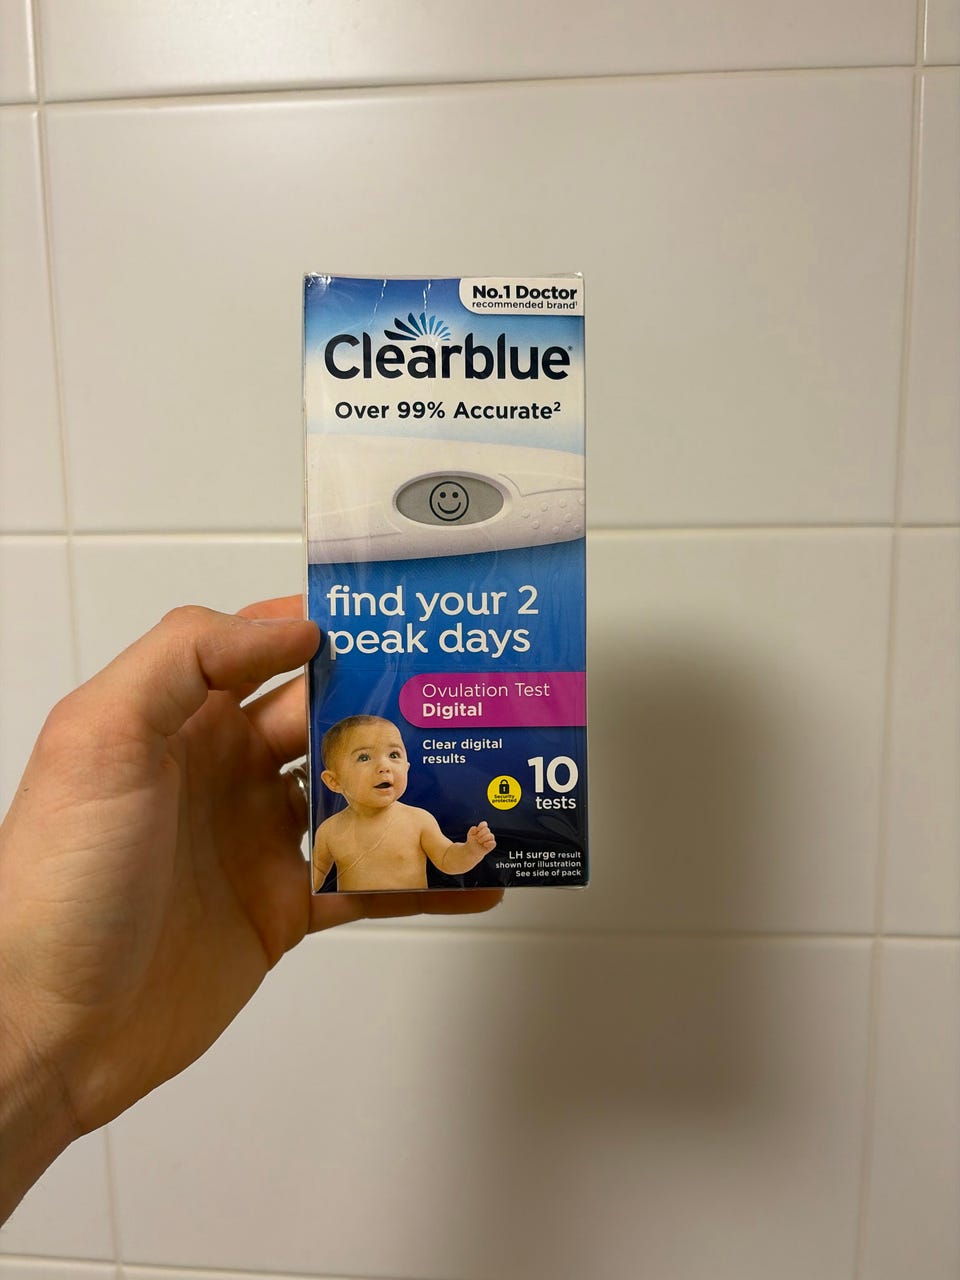 No.1 Doctor
recommended brand¹
Clearblue®
Over 99% Accurate²
find your 2
peak days
Ovulation Test
Digital
Clear digital
results
Security
protected
10
tests
LH surge result
shown for illustration
See side of pack